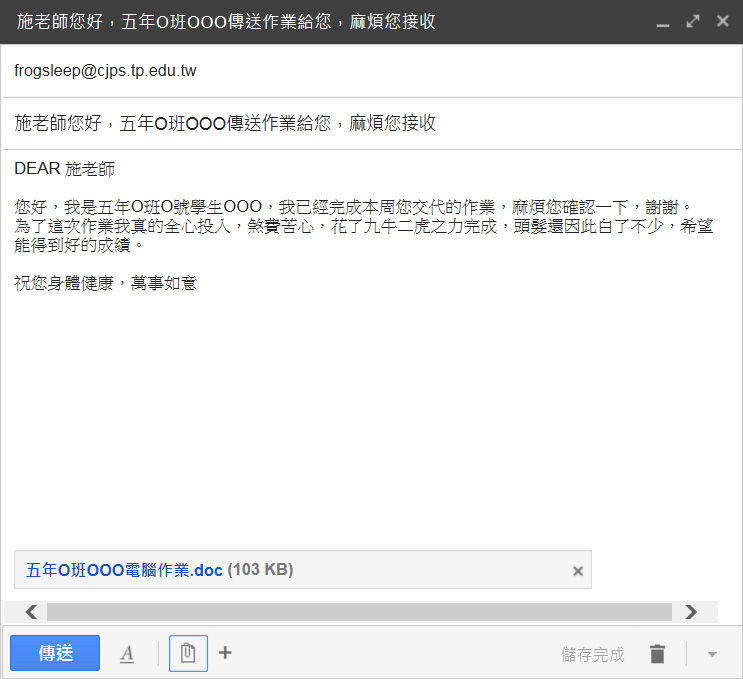 施老師您好，五年O班OOO傳送作業給您，麻煩您接收
frogsleep@cjps.tp.edu.tw
施老師您好，五年O班OOO傳送作業給您，麻煩您接收
DEAR 施老師
您好，我是五年O班O號學生OOO，我已經完成本周您交代的作業，麻煩您確認一下，謝謝。
為了這次作業我真的全心投入，煞費苦心，花了九牛二虎之力完成，頭髮還因此白了不少，希望
能得到好的成績。
祝您身體健康，萬事如意
五年O班OOO電腦作業.doc (103 KB)
傳送 A 儲存完成